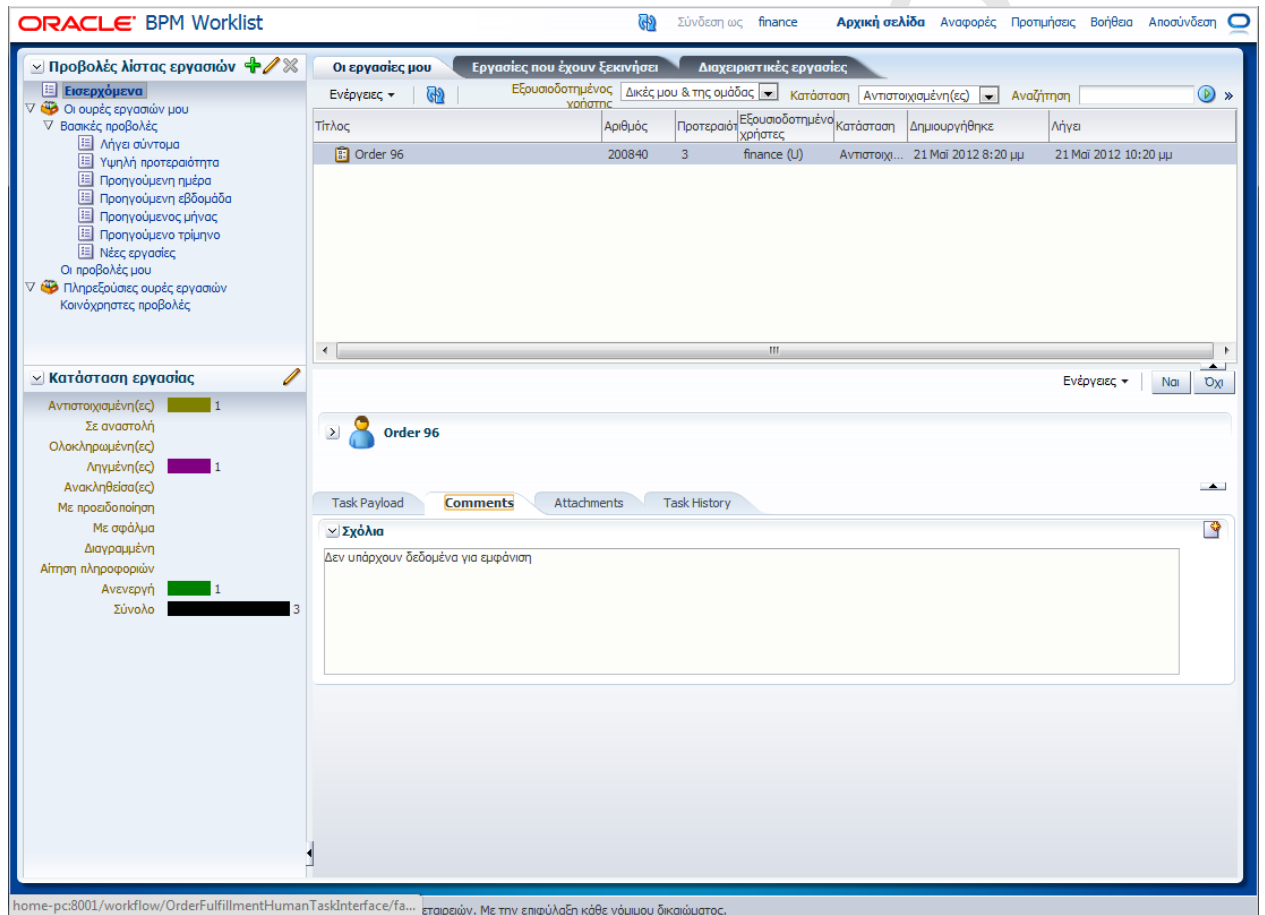 ORACLE BPM Worklist
Σύνδεση ως finance
Αρχική σελίδα Αναφορές Προτιμήσεις Βοήθεια Αποσύνδεση
Προβολές λίστας εργασιών
Εισερχόμενα
Οι ουρές εργασιών μου
Βασικές προβολές
Λήγει σύντομα
Υψηλή προτεραιότητα
Προηγούμενη ημέρα
Προηγούμενη εβδομάδα
Προηγούμενος μήνας
Προηγούμενο τρίμηνο
Νέες εργασίες
Οι προβολές μου
Πληρεξούσιες ουρές εργασιών
Κοινόχρηστες προβολές
Κατάσταση εργασίας
Αντιστοιχισμένη(ες) 1
Σε αναστολή
Ολοκληρωμένη(ες)
Ληγμένη(ες) 1
Ανακληθείσα(ες)
Με προειδοποίηση
Με σφάλμα
Διαγραμμένη
Αίτηση πληροφοριών
Ανενεργή 1
Σύνολο 3
Οι εργασίες μου Εργασίες που έχουν ξεκινήσει Διαχειριστικές εργασίες
Ενέργειες
Εξουσιοδοτημένος
χρήστης
Δικές μου & της ομάδας Κατάσταση Αντιστοιχισμένη(ες) Αναζήτηση »
Τίτλος Αριθμός Προτεραιότ Εξουσιοδοτημένο
χρήστες
Κατάσταση Δημιουργήθηκε Λήγει
Order 96 200840 3 finance (U) Αντιστοιχι... 21 Μαϊ 2012 8:20 μμ 21 Μαϊ 2012 10:20 μμ
Ενέργειες Ναι Όχι
Order 96
Task Payload Comments Attachments Task History
Σχόλια
Δεν υπάρχουν δεδομένα για εμφάνιση
home-pc:8001/workflow/OrderFulfillmentHumanTaskInterface/fa... εταιρειών. Με την επιφύλαξη κάθε νόμιμου δικαιώματος.